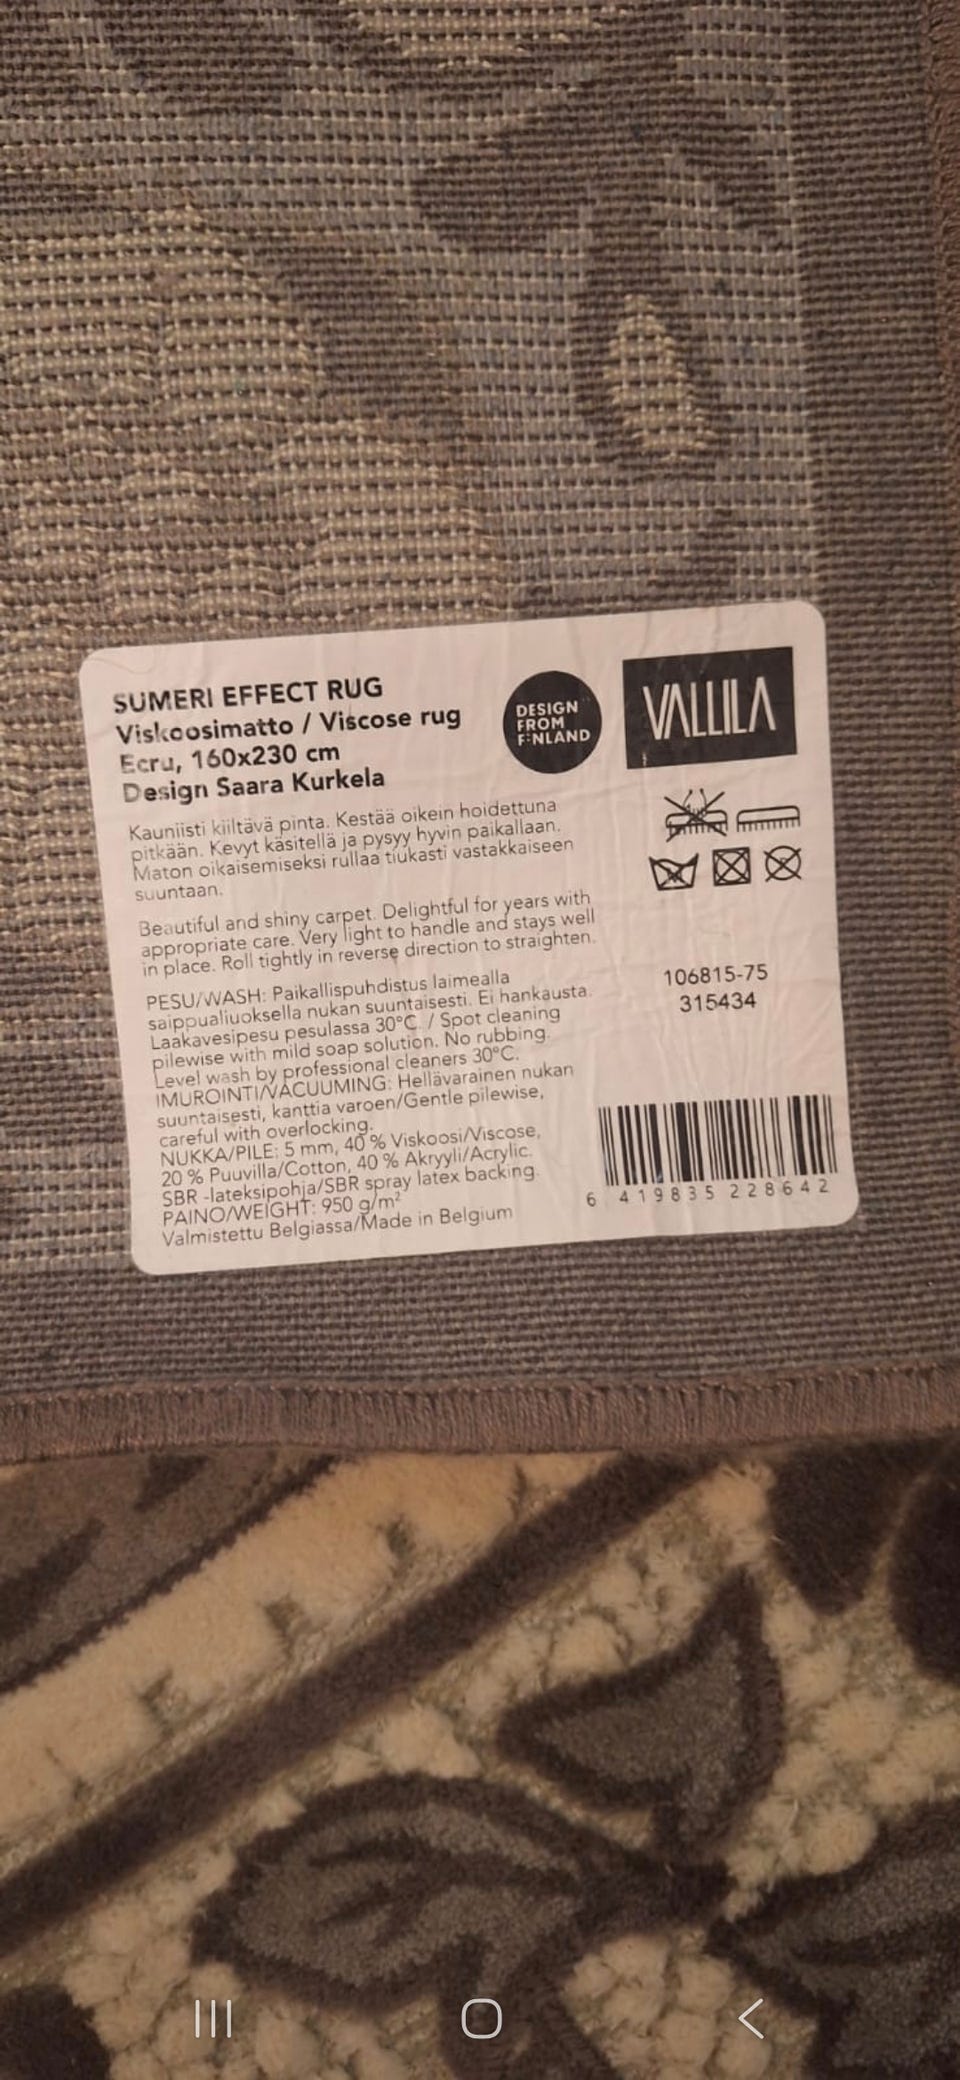 SUMERI EFFECT RUG
Viskoosimatto / Viscose rug
Ecru, 160x230 cm
Design Saara Kurkela
DESIGN
FROM
FINLAND
VALLILA
Kauniisti kiiltävä pinta. Kestää oikein hoidettuna
pitkään. Kevyt käsitellä ja pysyy hyvin paikallaan.
Maton oikaisemiseksi rullaa tiukasti vastakkaiseen
suuntaan.
Beautiful and shiny carpet. Delightful for years with
appropriate care. Very light to handle and stays well
in place. Roll tightly in reverse direction to straighten.
PESU/WASH: Paikallispuhdistus laimealla
saippualiuoksella nukan suuntaisesti. Ei hankausta.
Laakavesipesu pesulassa 30°C. / Spot cleaning
pilewise with mild soap solution. No rubbing.
Level wash by professional cleaners 30°C.
IMUROINTI/VACUUMING: Hellävarainen nukan
suuntaisesti, kanttia varoen/Gentle pilewise,
careful with overlocking.
NUKKA/PILE: 5 mm, 40 % Viskoosi/Viscose,
20 % Puuvilla/Cotton, 40 % Akryyli/Acrylic.
SBR -lateksipohja/SBR spray latex backing.
PAINO/WEIGHT: 950 g/m²
Valmistettu Belgiassa/Made in Belgium
106815-75
315434
6 419835 228642